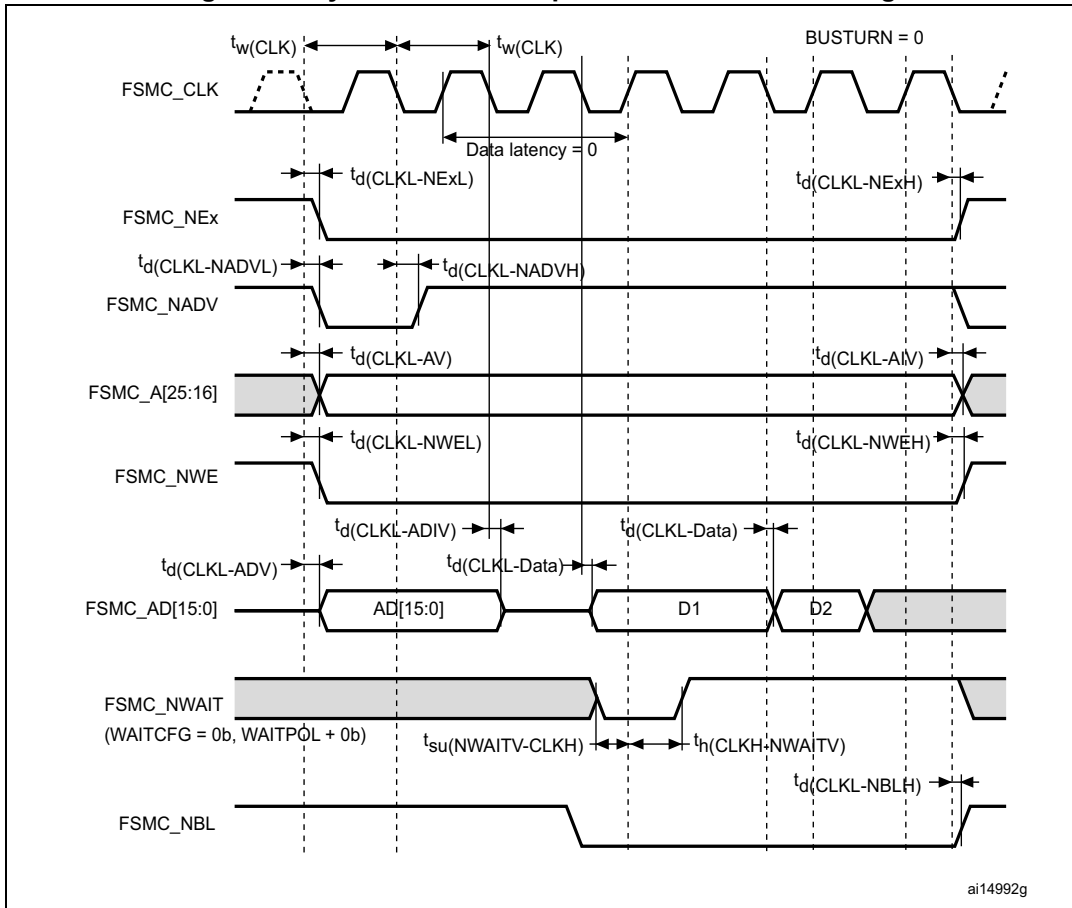 tw(CLK) tw(CLK) BUSTURN = 0
FSMC_CLK
Data latency = 0
td(CLKL-NExL) td(CLKL-NExH)
FSMC_NEx
td(CLKL-NADVL) td(CLKL-NADVH)
FSMC_NADV
td(CLKL-AV) td(CLKL-AIV)
FSMC_A[25:16]
td(CLKL-NWEL) td(CLKL-NWEH)
FSMC_NWE
td(CLKL-ADIV) td(CLKL-Data)
td(CLKL-ADV) td(CLKL-Data)
FSMC_AD[15:0] AD[15:0] D1 D2
FSMC_NWAIT
(WAITCFG = 0b, WAITPOL + 0b)
tsu(NWAITV-CLKH) th(CLKH-NWAITV)
td(CLKL-NBLH)
FSMC_NBL
ai14992g